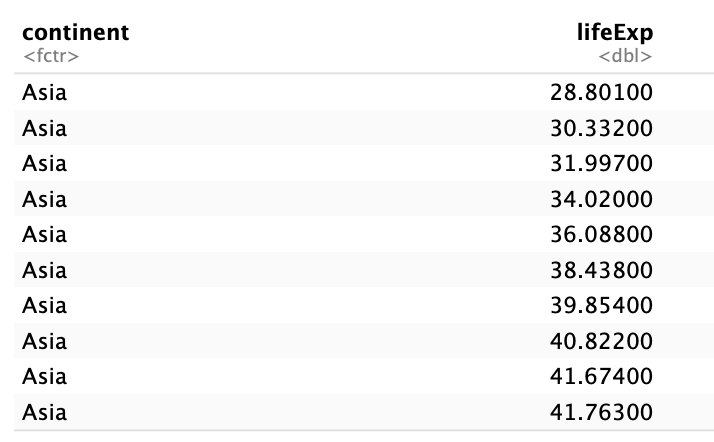 continent lifeExp
<fctr> <dbl>
Asia 28.80100
Asia 30.33200
Asia 31.99700
Asia 34.02000
Asia 36.08800
Asia 38.43800
Asia 39.85400
Asia 40.82200
Asia 41.67400
Asia 41.76300